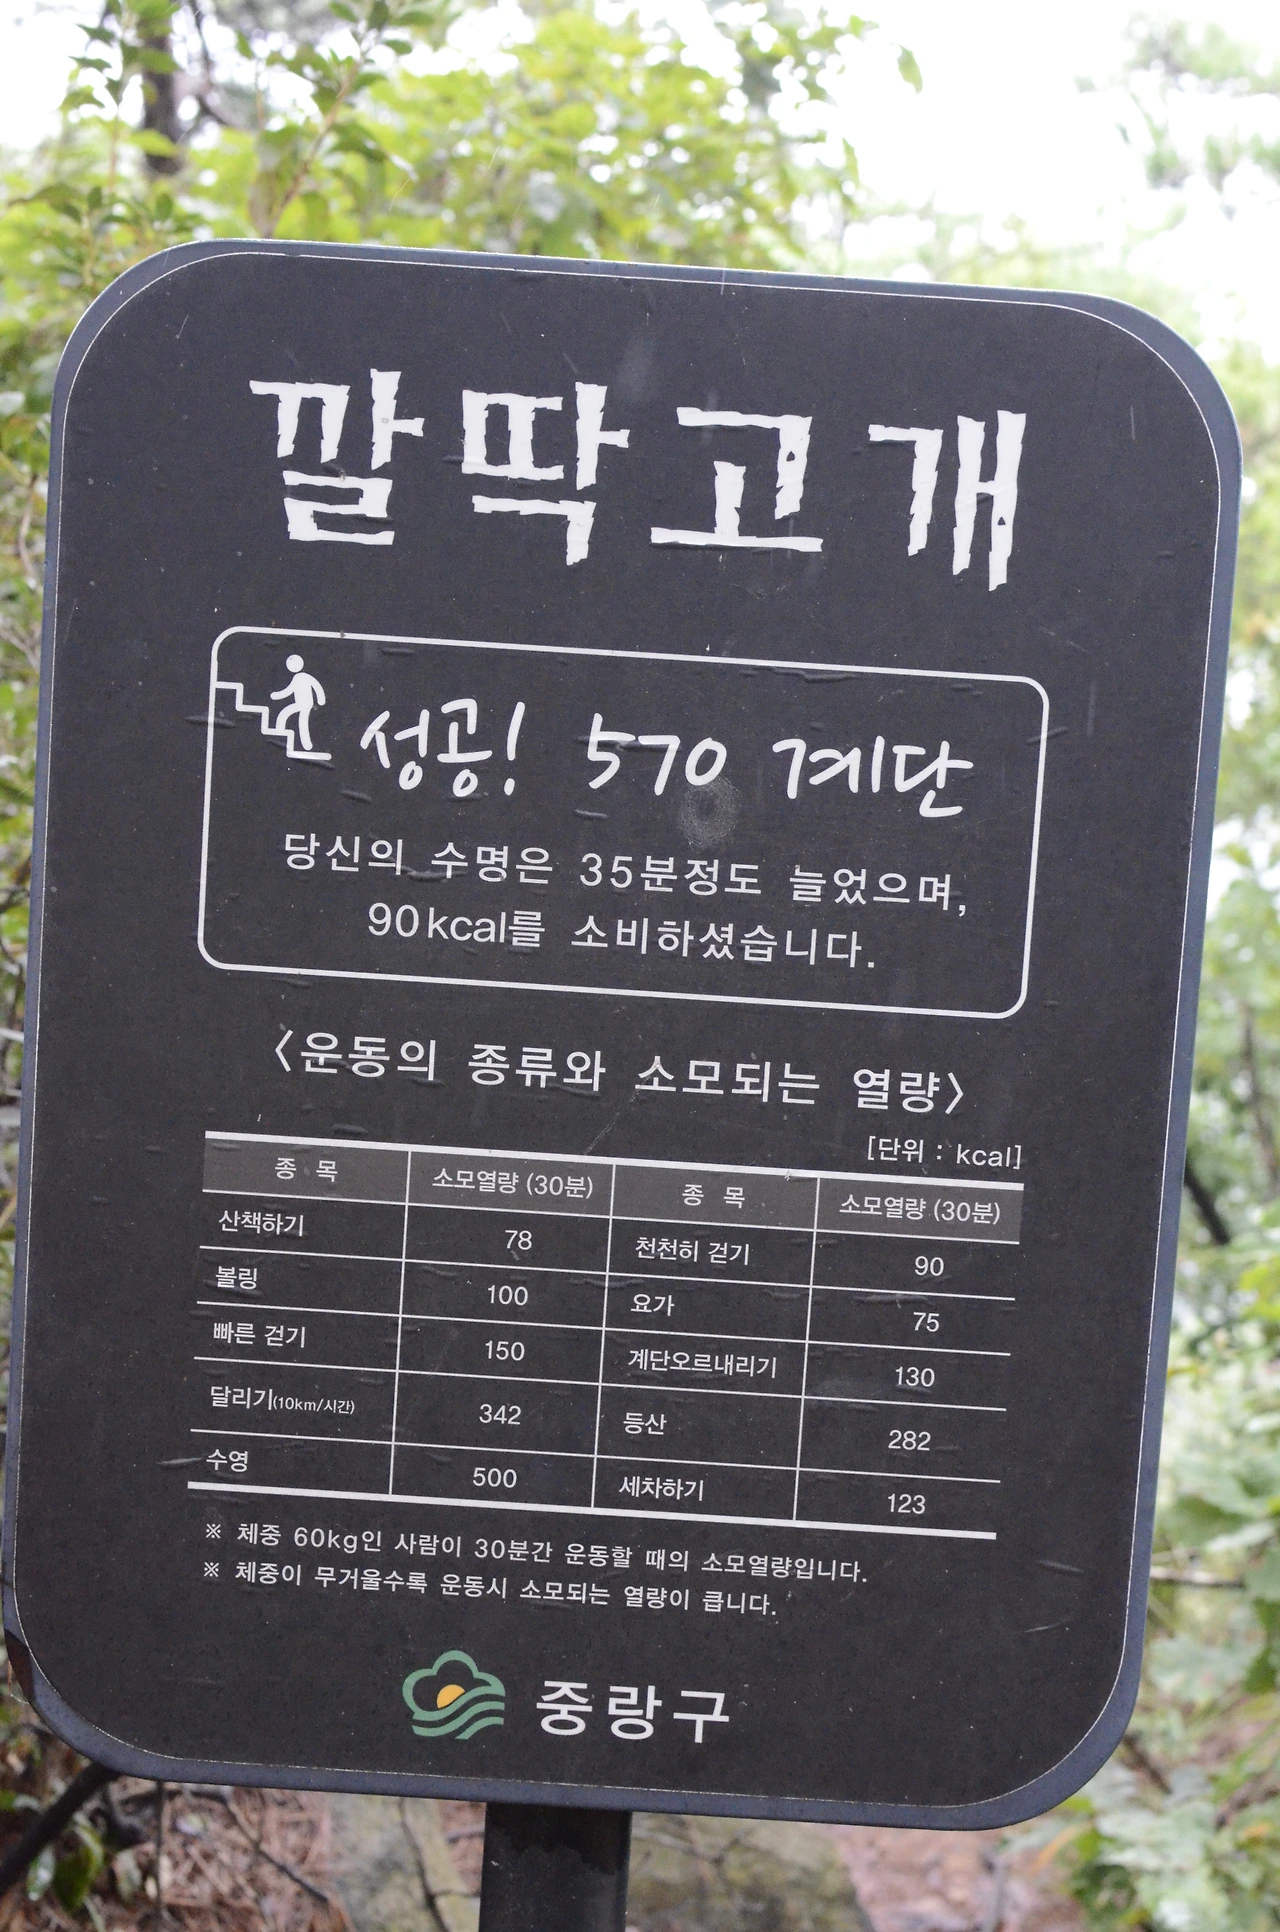 깔딱고개
성공! 570 계단
당신의 수명은 35분정도 늘었으며,
90kcal를 소비하셨습니다.
〈운동의 종류와 소모되는 열량〉
[단위 : kcal]
종 목 소모열량 (30분) 종 목 소모열량 (30분)
산책하기 78 천천히 걷기 90
볼링 100 요가 75
빠른 걷기 150 계단오르내리기 130
달리기(10km/시간) 342 등산 282
수영 500 세차하기 123
※ 체중 60kg인 사람이 30분간 운동할 때의 소모열량입니다.
※ 체중이 무거울수록 운동시 소모되는 열량이 큽니다.
중랑구